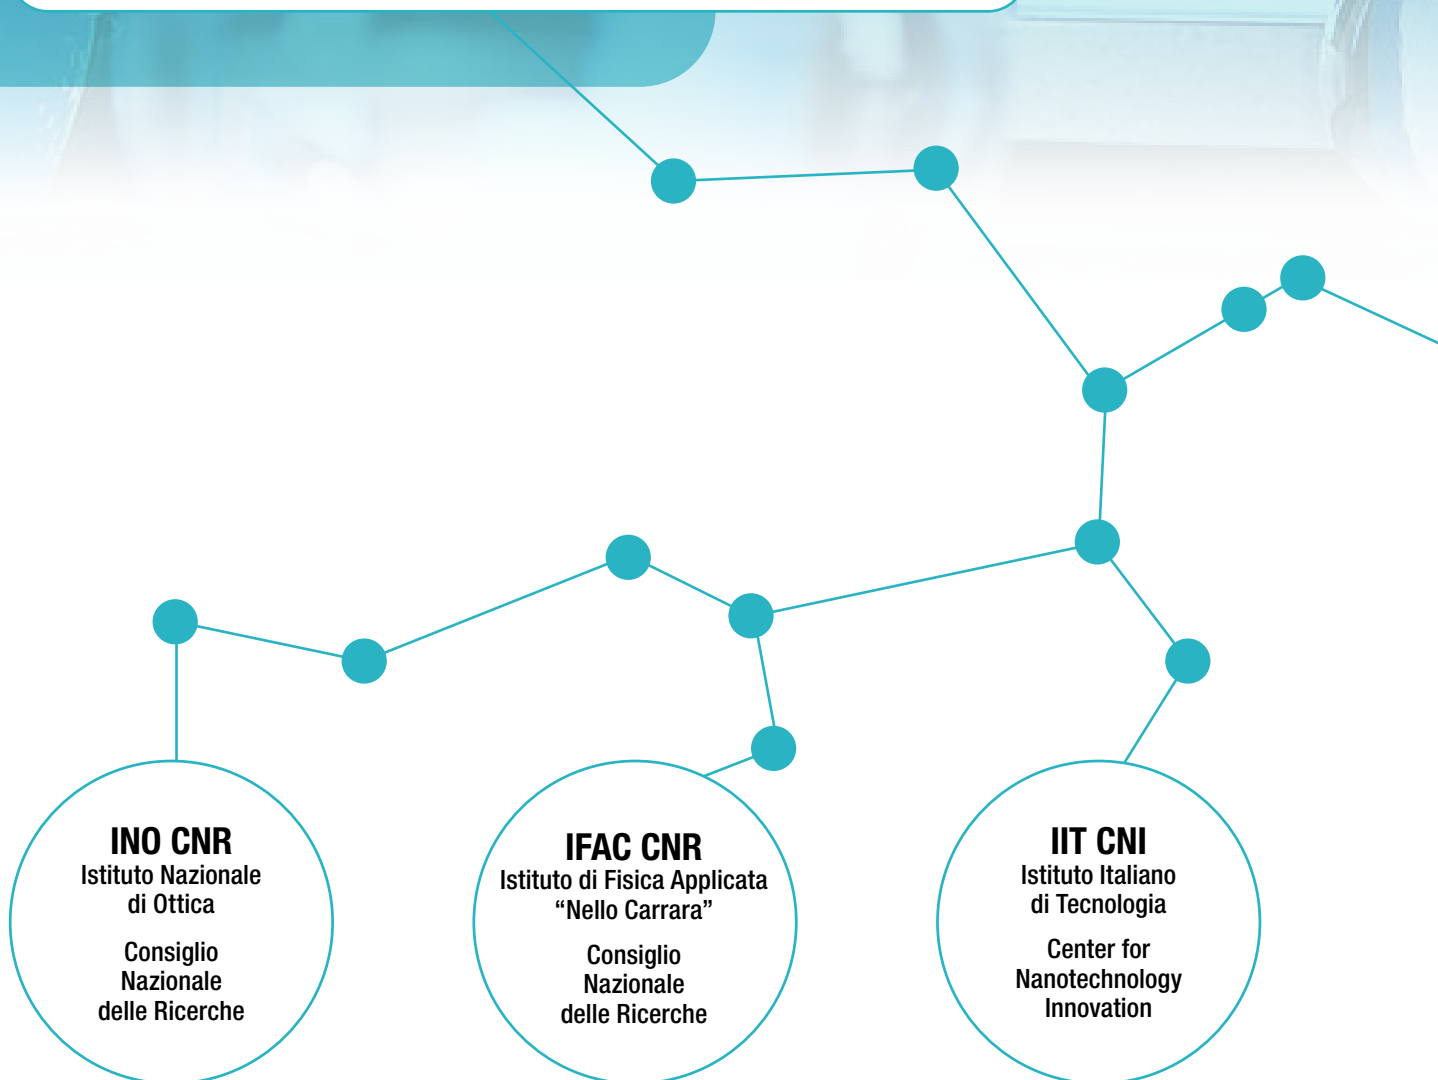 INO CNR
Istituto Nazionale
di Ottica
Consiglio
Nazionale
delle Ricerche
IFAC CNR
Istituto di Fisica Applicata
“Nello Carrara”
Consiglio
Nazionale
delle Ricerche
IIT CNI
Istituto Italiano
di Tecnologia
Center for
Nanotechnology
Innovation